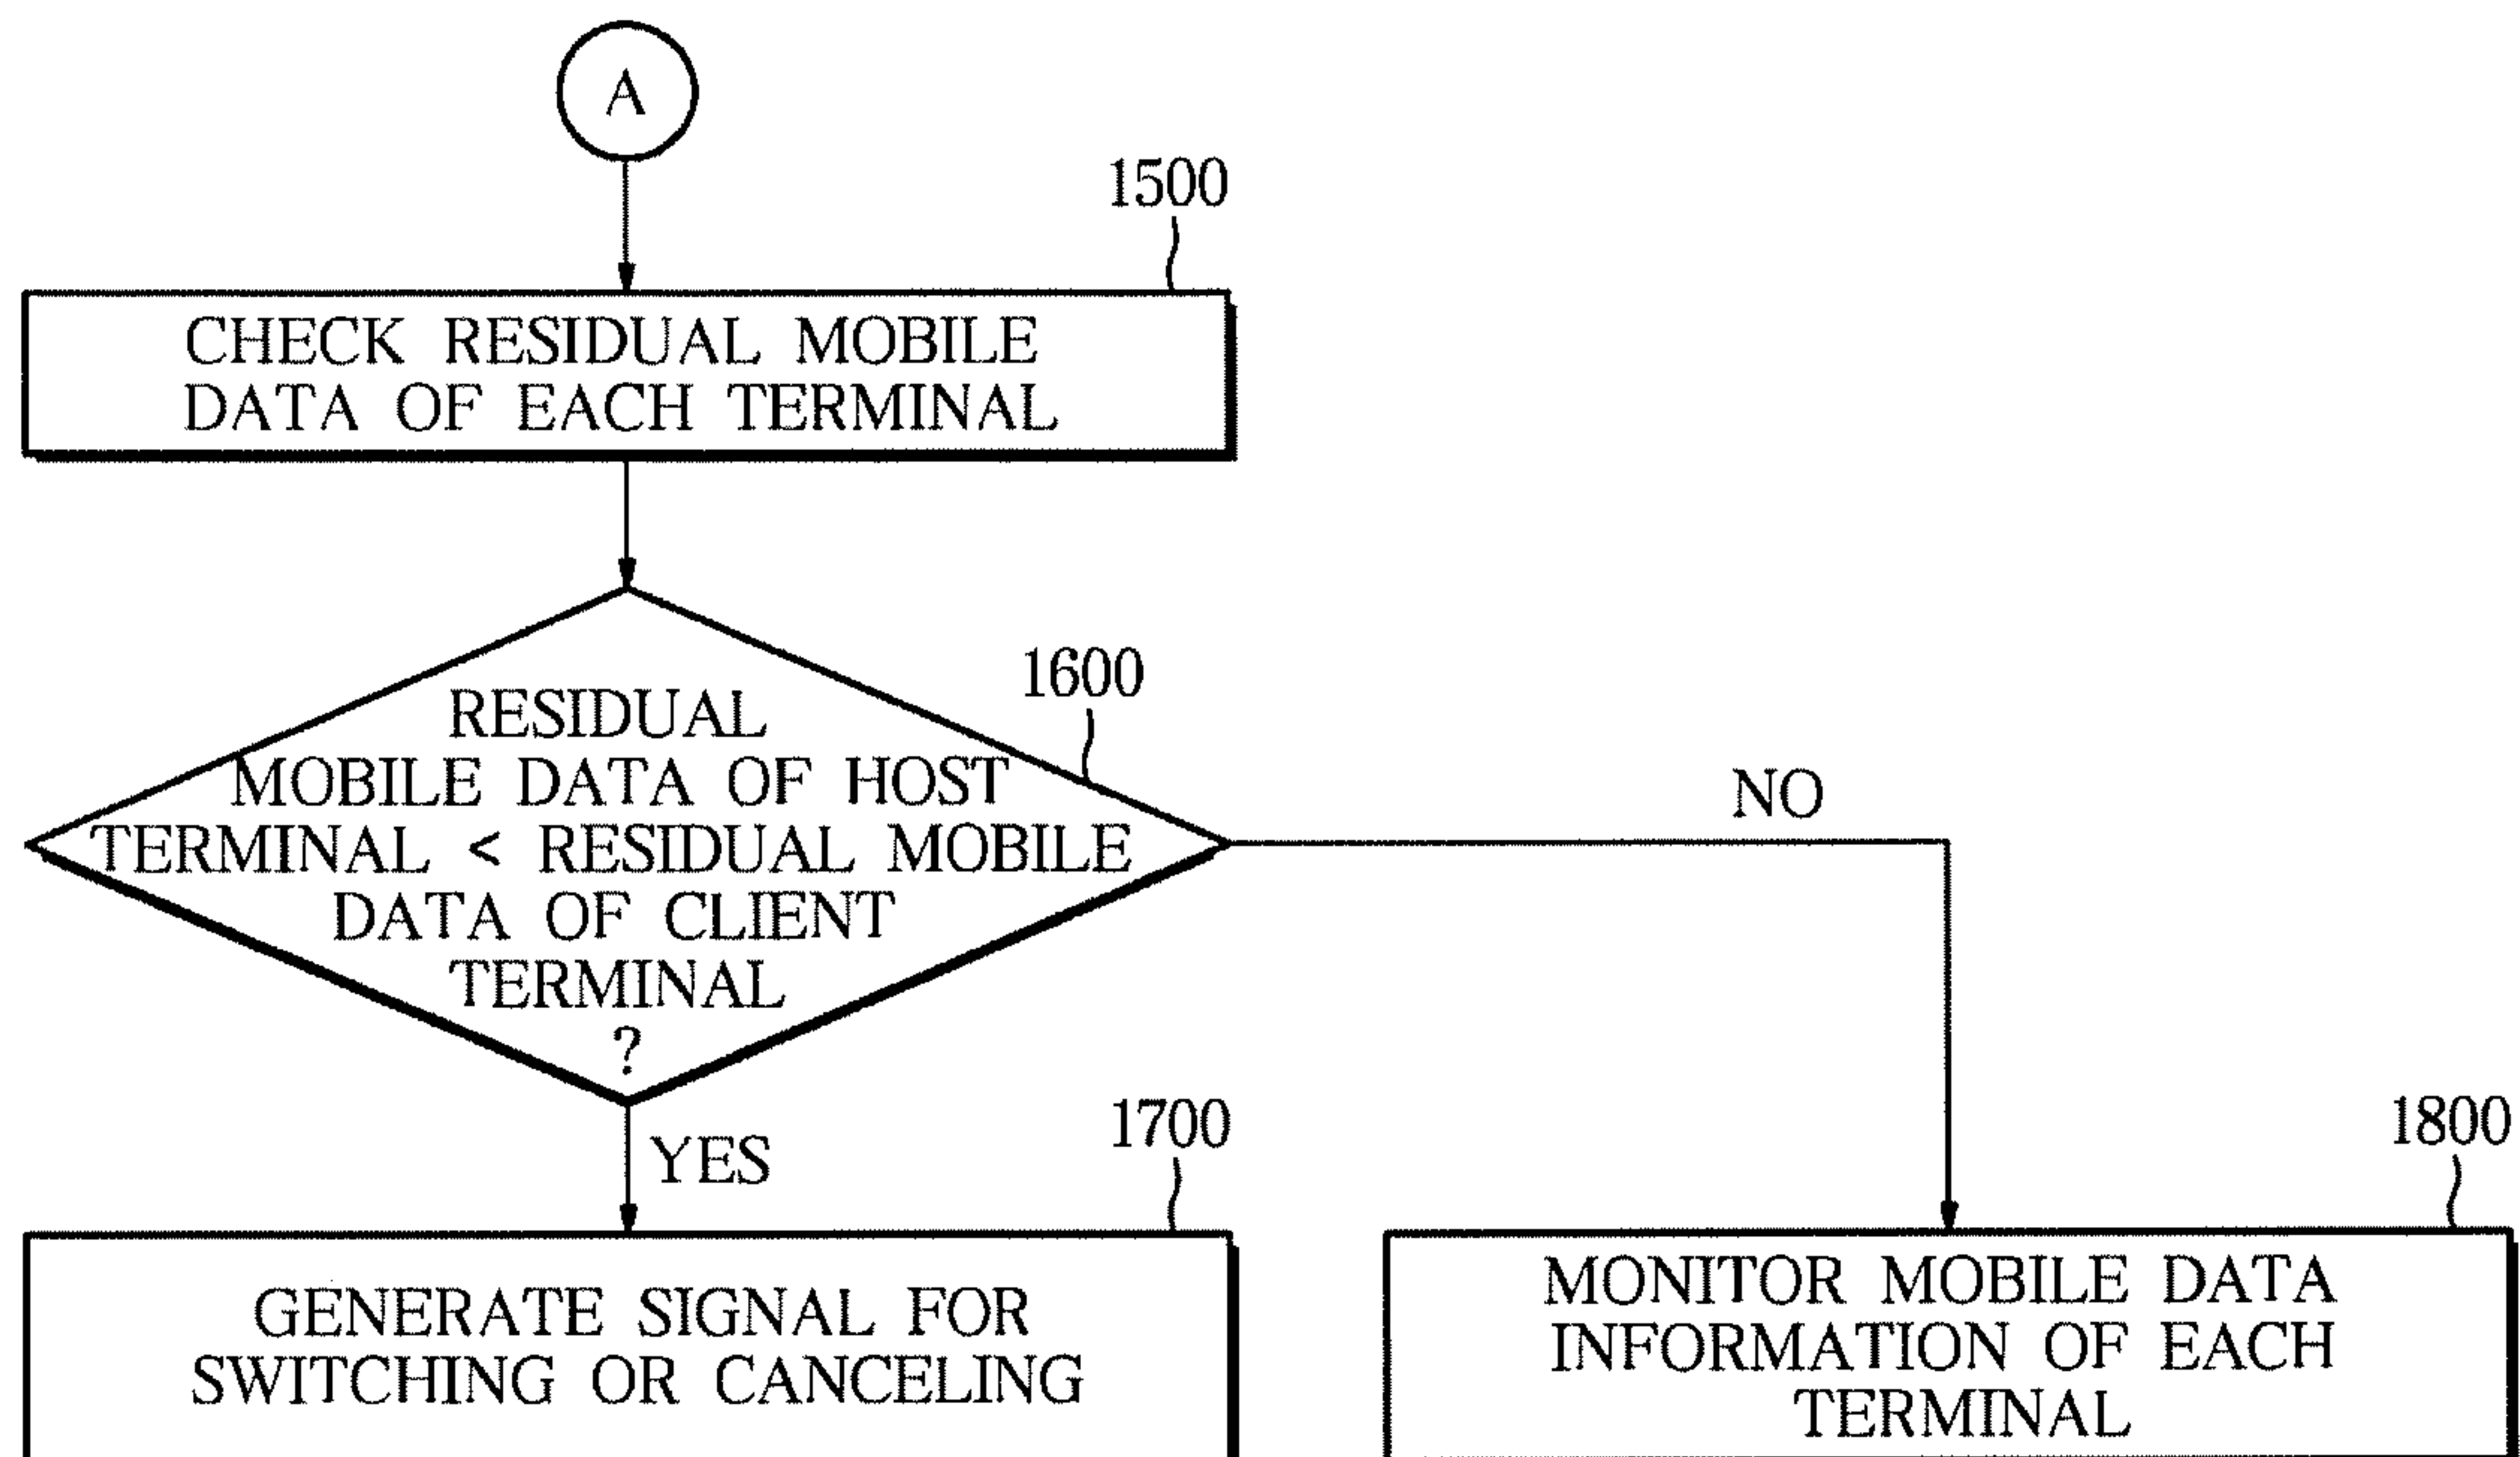 A
1500
CHECK RESIDUAL MOBILE
DATA OF EACH TERMINAL
1600
RESIDUAL
MOBILE DATA OF HOST
TERMINAL < RESIDUAL MOBILE
DATA OF CLIENT
TERMINAL
?
NO
YES
1700
GENERATE SIGNAL FOR
SWITCHING OR CANCELING
1800
MONITOR MOBILE DATA
INFORMATION OF EACH
TERMINAL